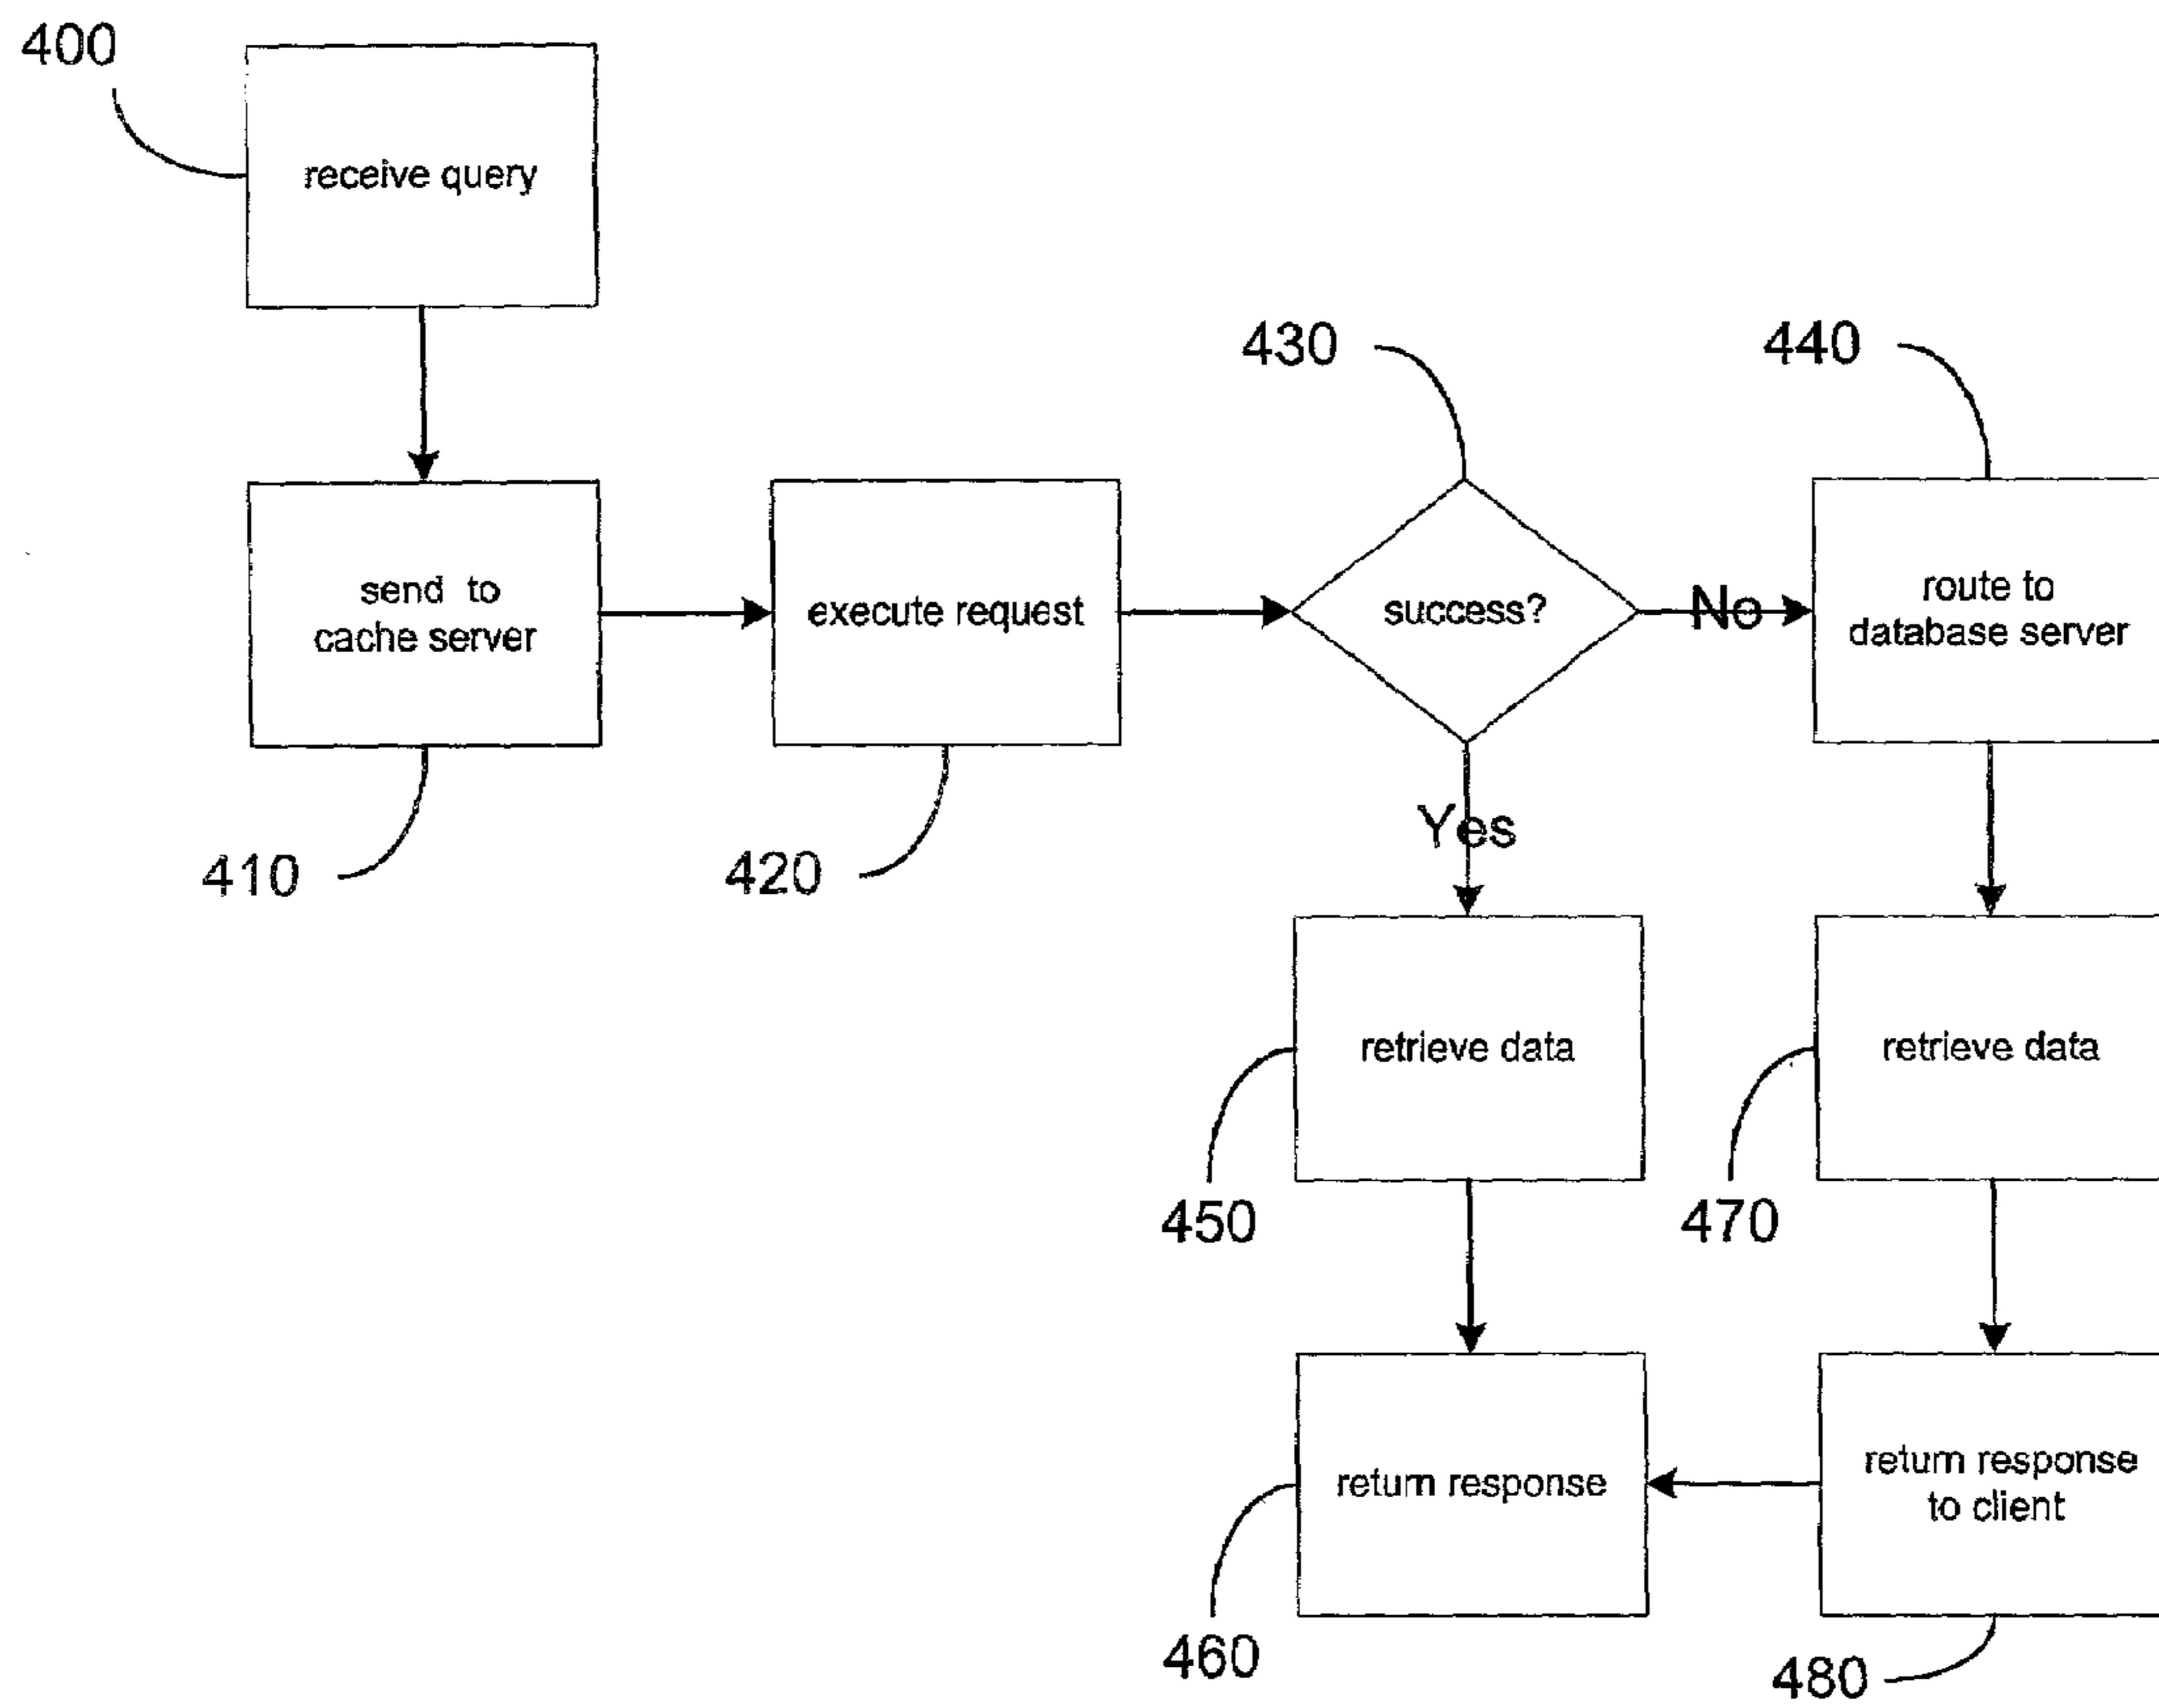 400
receive query
430
440
send to
cache server
execute request
success?
No
route to
database server
Yes
410
420
retrieve data
retrieve data
450
470
return response
return response
to client
460
480